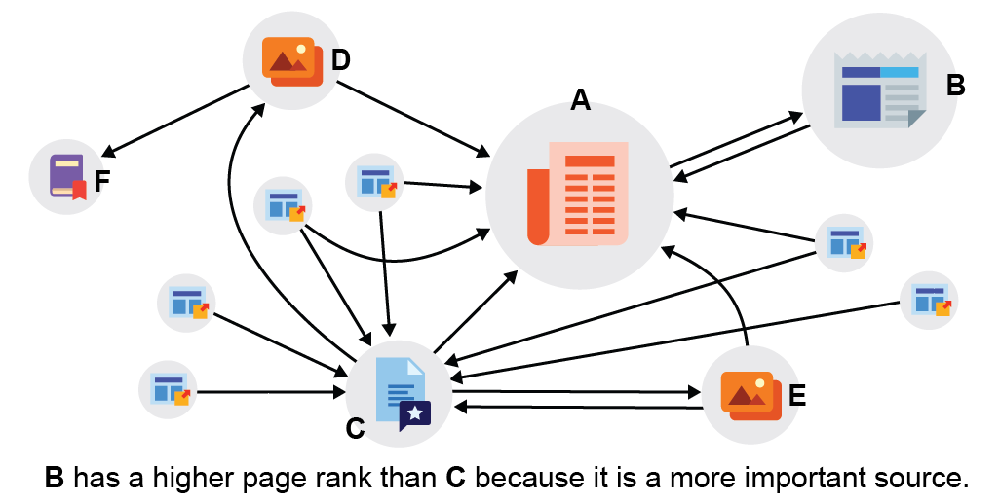 D
A
B
F
E
C
B has a higher page rank than C because it is a more important source.